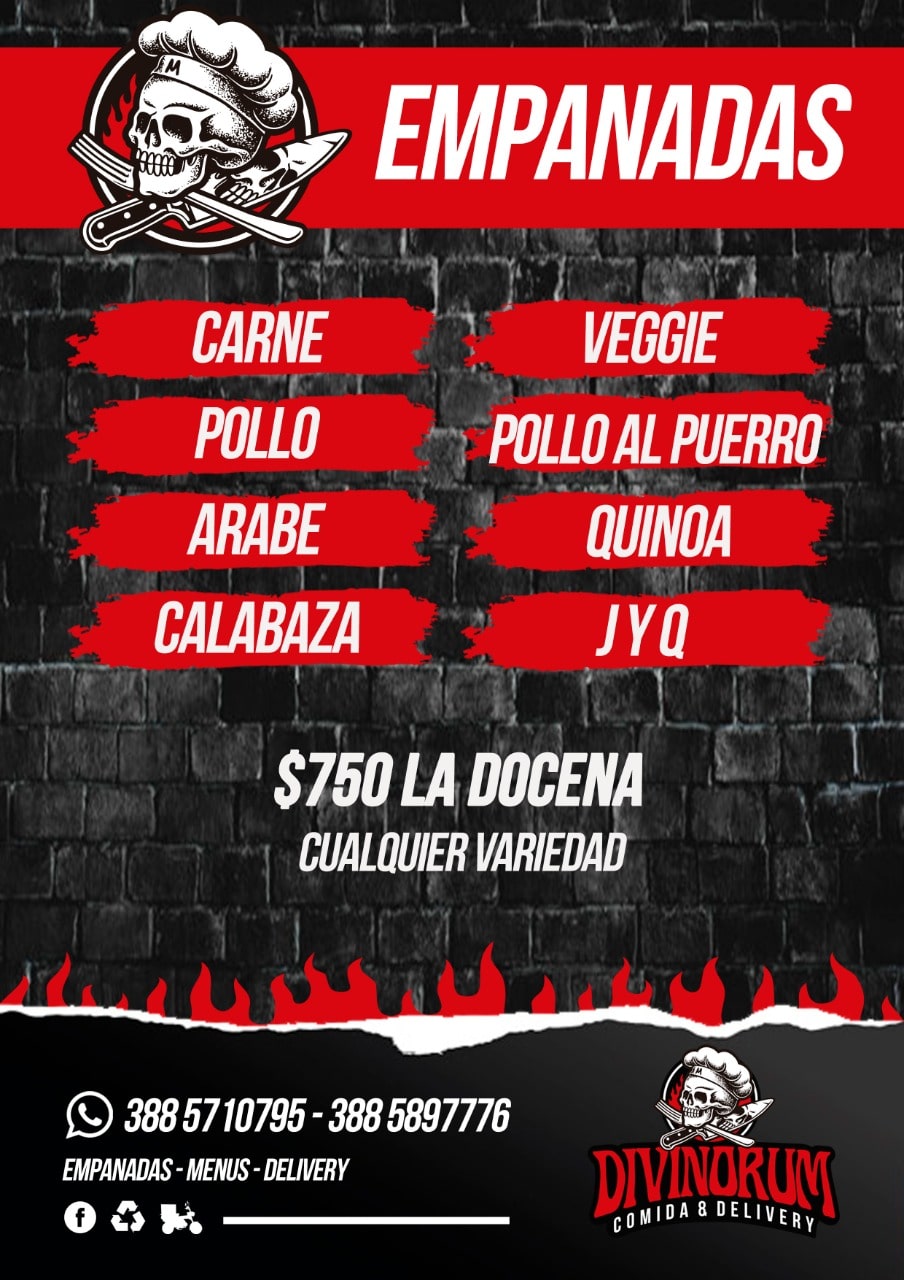 M
EMPANADAS
CARNE
VEGGIE
POLLO
POLLO AL PUERRO
ARABE
QUINOA
CALABAZA
J Y Q
$750 LA DOCENA
CUALQUIER VARIEDAD
388 5710795 - 388 5897776
EMPANADAS - MENUS - DELIVERY
f
M
DIVINORUM
COMIDA & DELIVERY